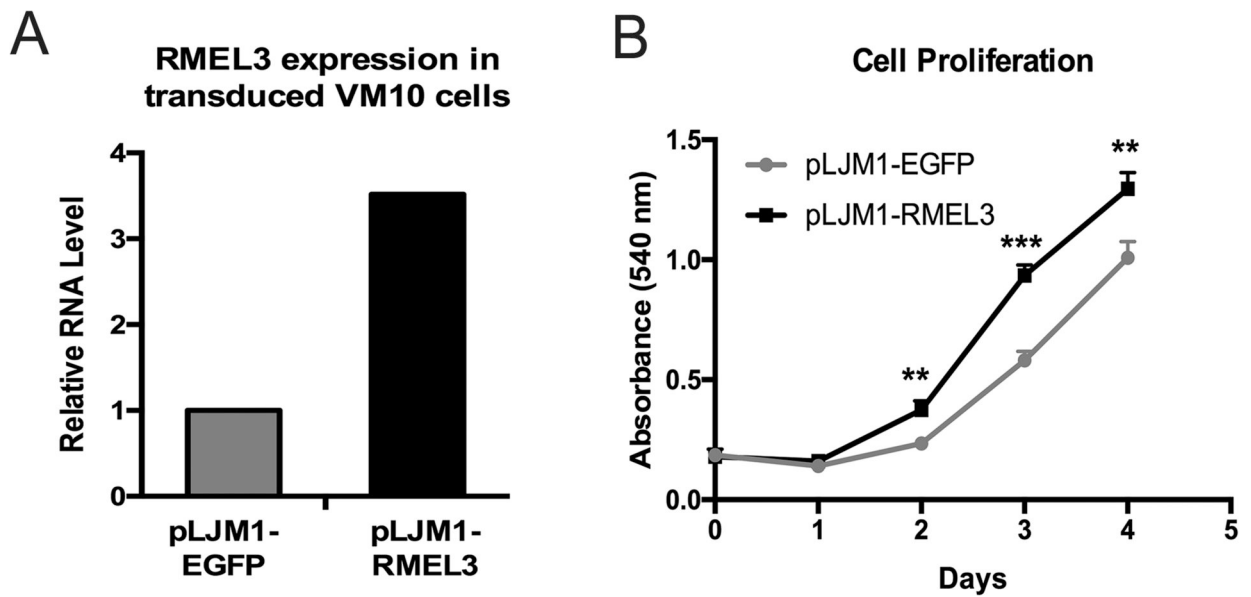 A
RMEL3 expression in
transduced VM10 cells
Relative RNA Level
4
3
2
1
0
pLJM1-
EGFP
pLJM1-
RMEL3
B
Cell Proliferation
Absorbance (540 nm)
1.5
1.0
0.5
0.0
pLJM1-EGFP
pLJM1-RMEL3
**
***
**
0 1 2 3 4 5
Days